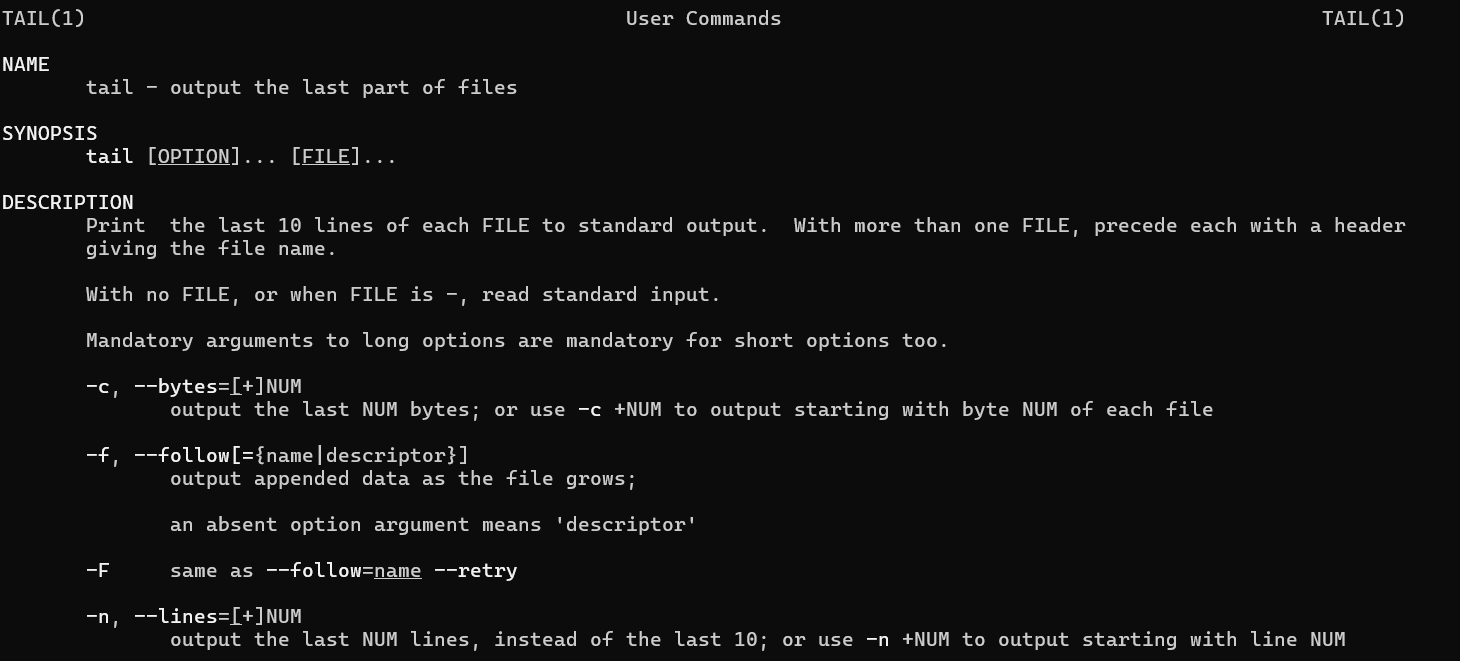 TAIL(1) User Commands TAIL(1)
NAME
tail - output the last part of files
SYNOPSIS
tail [OPTION]... [FILE]...
DESCRIPTION
Print  the last 10 lines of each FILE to standard output.  With more than one FILE, precede each with a header
giving the file name.
With no FILE, or when FILE is -, read standard input.
Mandatory arguments to long options are mandatory for short options too.
-c, --bytes=[+]NUM
output the last NUM bytes; or use -c +NUM to output starting with byte NUM of each file
-f, --follow[={name|descriptor}]
output appended data as the file grows;
an absent option argument means 'descriptor'
-F     same as --follow=name --retry
-n, --lines=[+]NUM
output the last NUM lines, instead of the last 10; or use -n +NUM to output starting with line NUM